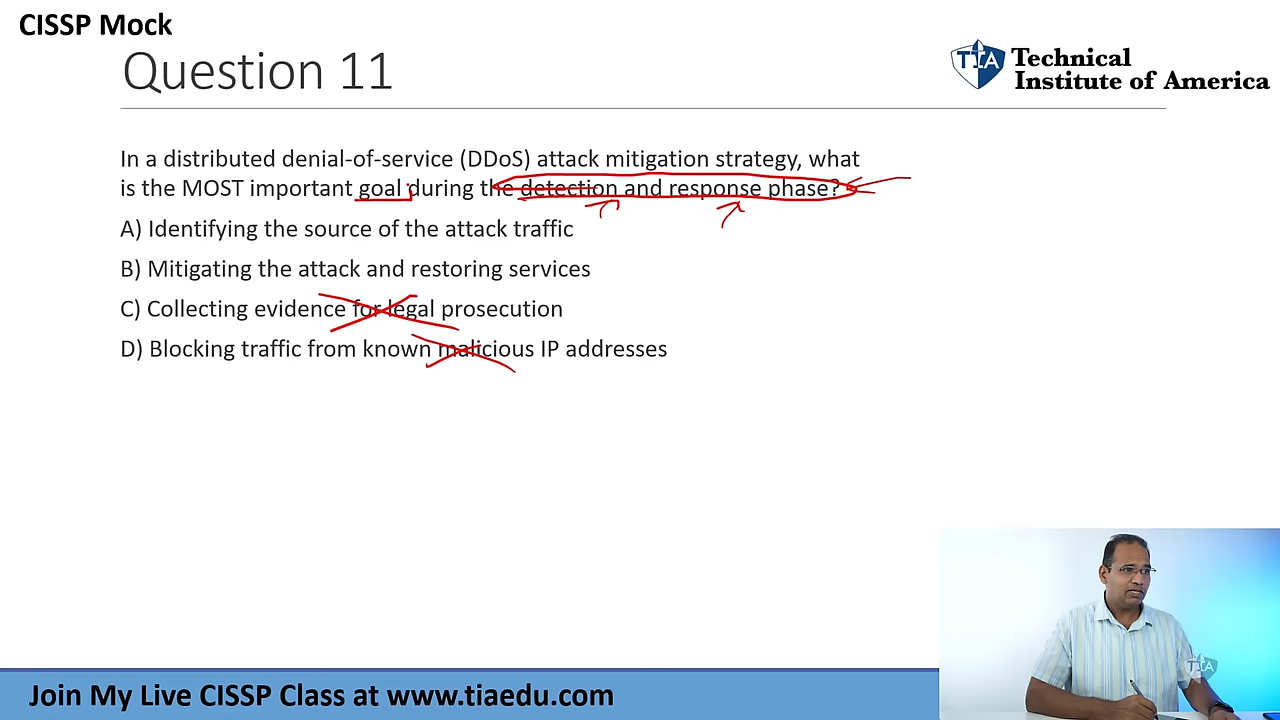 CISSP Mock
Question 11
Technical
Institute of America
TIA
In a distributed denial-of-service (DDoS) attack mitigation strategy, what
is the MOST important goal during the detection and response phase?
A) Identifying the source of the attack traffic
B) Mitigating the attack and restoring services
C) Collecting evidence for legal prosecution
D) Blocking traffic from known malicious IP addresses
TIA
Join My Live CISSP Class at www.tiaedu.com